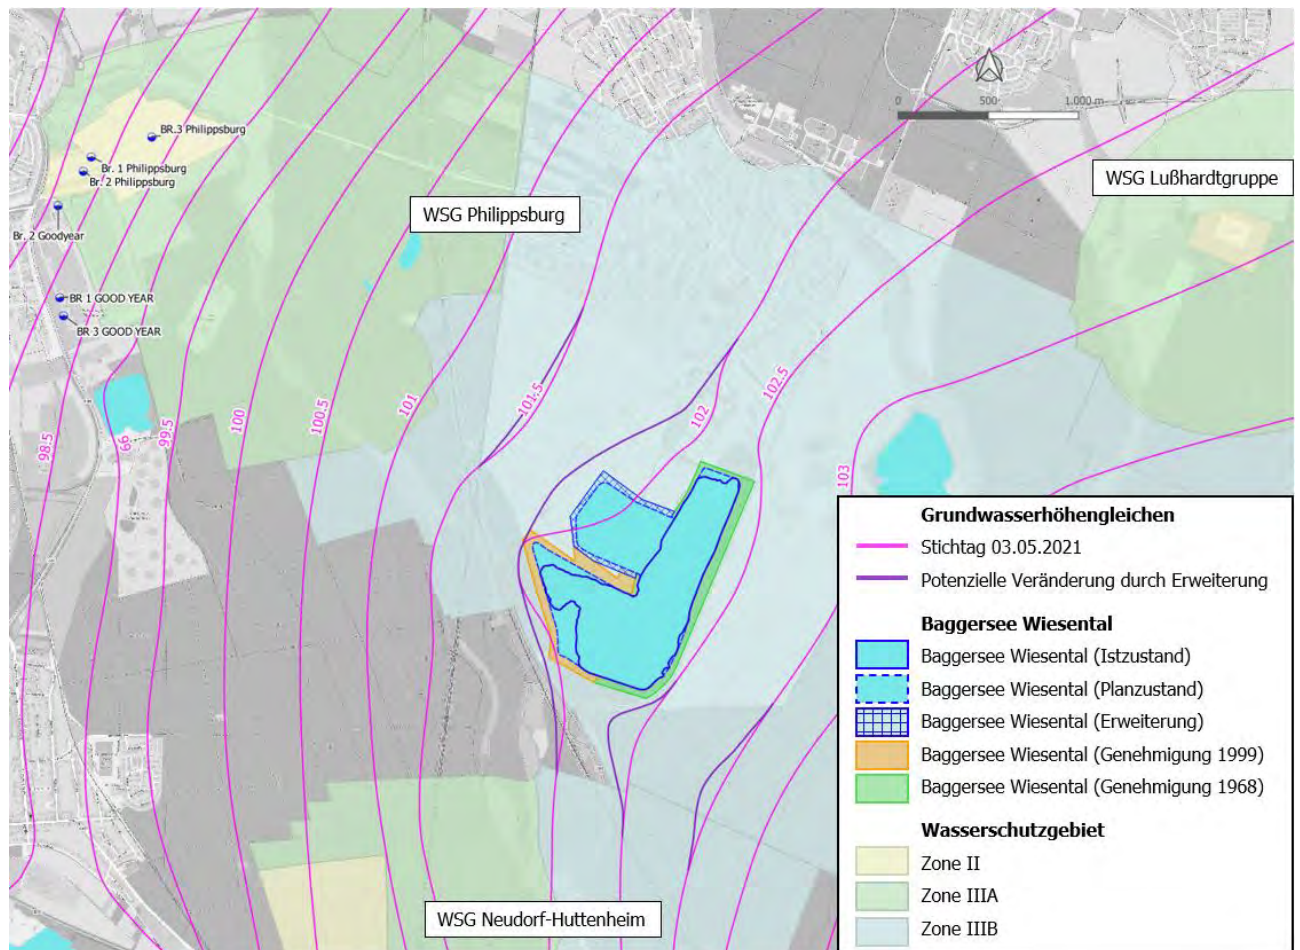 BR.3 Philippsburg
Br. 1 Philippsburg
Br. 2 Philippsburg
Br. 2 Goodyear
BR 1 GOOD YEAR
BR 3 GOOD YEAR
0 500 1.000 m
WSG Philippsburg
WSG Lußhardtgruppe
98.5
99
99.5
100
100.5
101
101.5
102
102.5
103
WSG Neudorf-Huttenheim
Grundwasserhöhengleichen
Stichtag 03.05.2021
Potenzielle Veränderung durch Erweiterung
Baggersee Wiesental
Baggersee Wiesental (Istzustand)
Baggersee Wiesental (Planzustand)
Baggersee Wiesental (Erweiterung)
Baggersee Wiesental (Genehmigung 1999)
Baggersee Wiesental (Genehmigung 1968)
Wasserschutzgebiet
Zone II
Zone IIIA
Zone IIIB